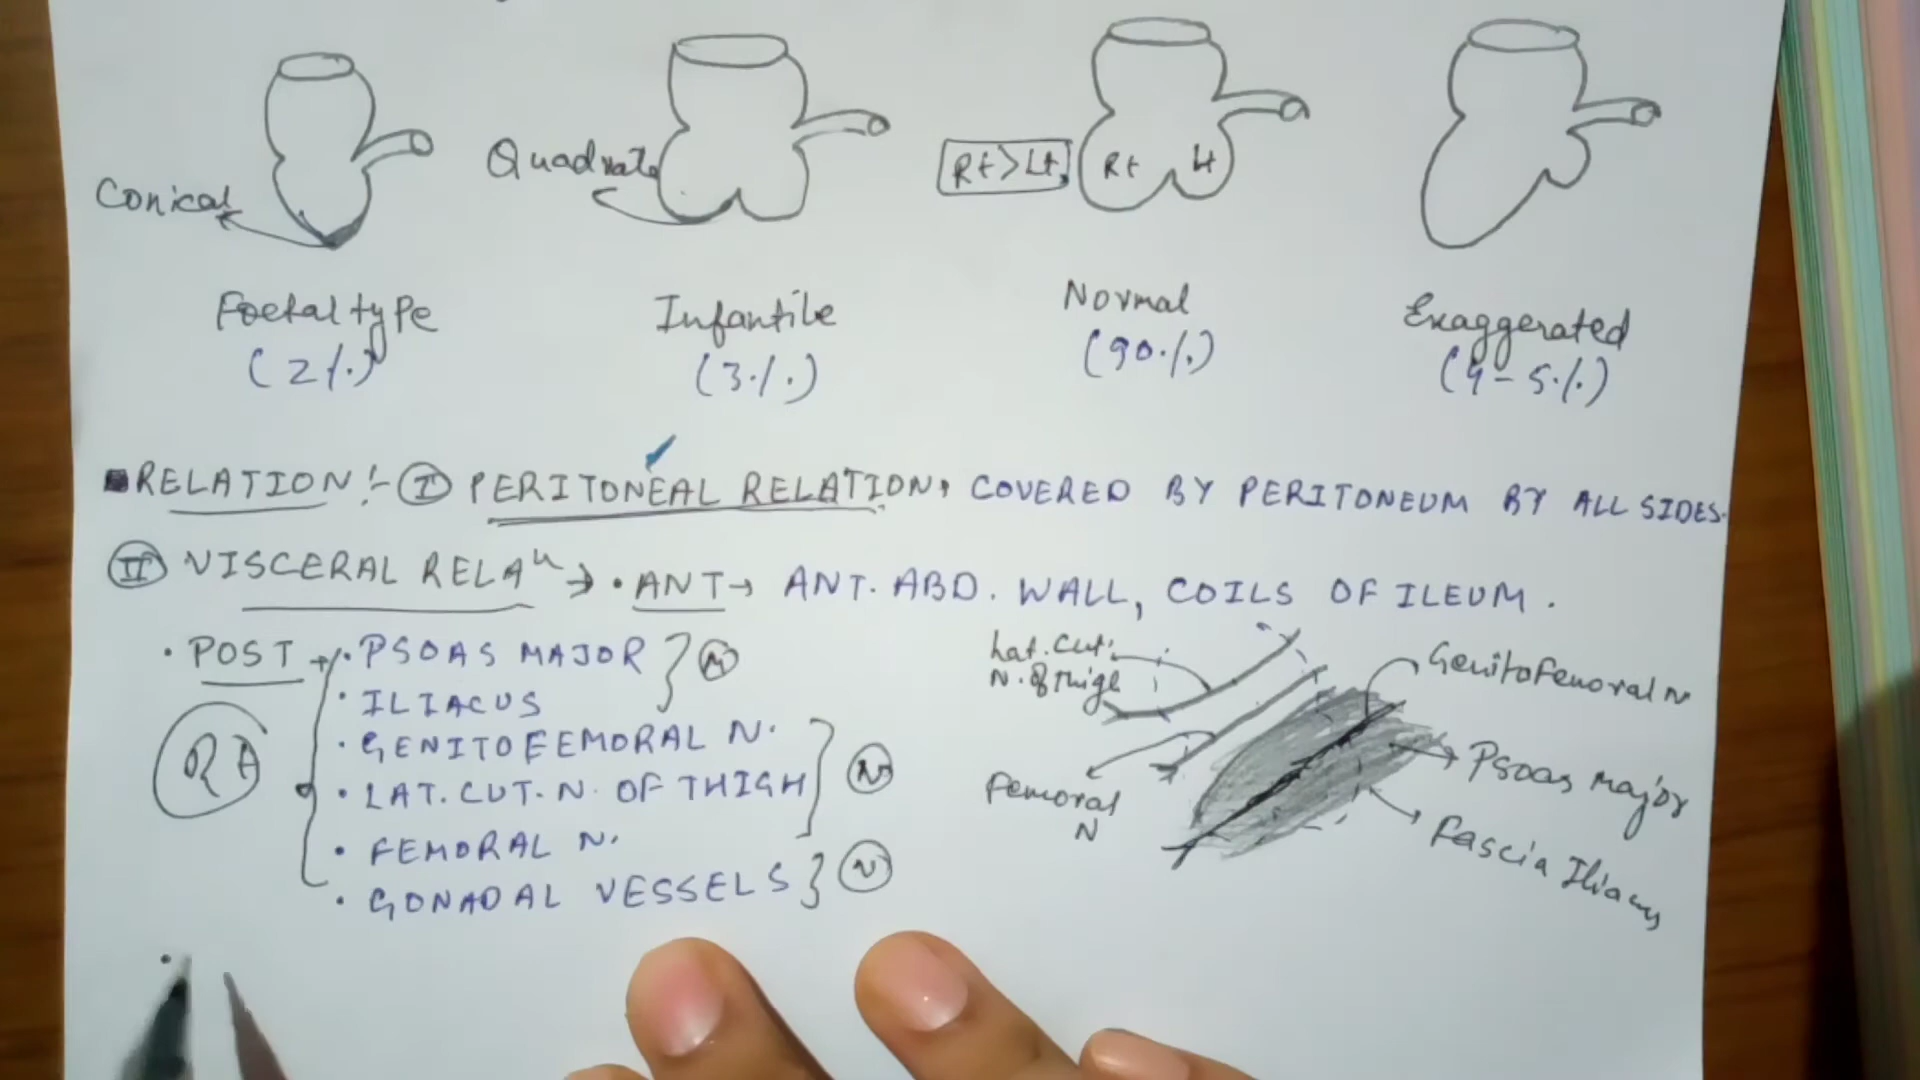 Conical
Foetal type
(2%)
Quadrate
Infantile
(3%)
Rt>Lt
Rt Lt
Normal
(90%)
Exaggerated
(4-5%)
RELATION:- I PERITONEAL RELATION, COVERED BY PERITONEUM BY ALL SIDES.
II VISCERAL RELAn → • ANT→ ANT. ABD. WALL, COILS OF ILEUM.
• POST → • PSOAS MAJOR
• ILIACUS
M
• GENITOFEMORAL N.
• LAT. CUT. N. OF THIGH
• FEMORAL N.
N
• GONADAL VESSELS
V
Lat. Cut.
N. of Thigh
Femoral
N
Genitofemoral N
Psoas Major
Fascia Iliacus